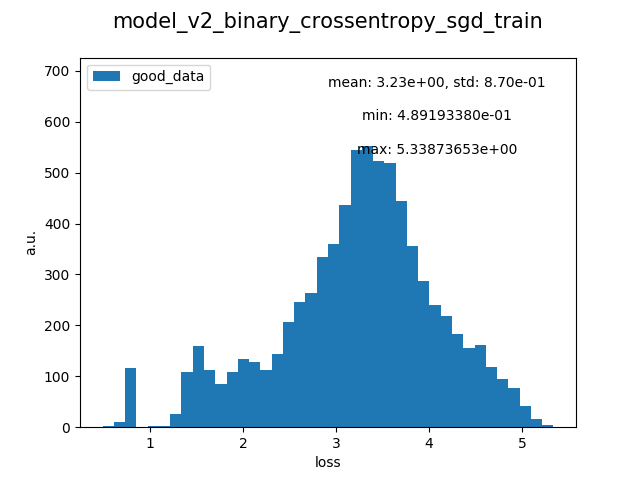 model_v2_binary_crossentropy_sgd_train
good_data
mean: 3.23e+00, std: 8.70e-01
min: 4.89193380e-01
max: 5.33873653e+00
700
600
500
400
300
200
100
0
a.u.
1 2 3 4 5
loss